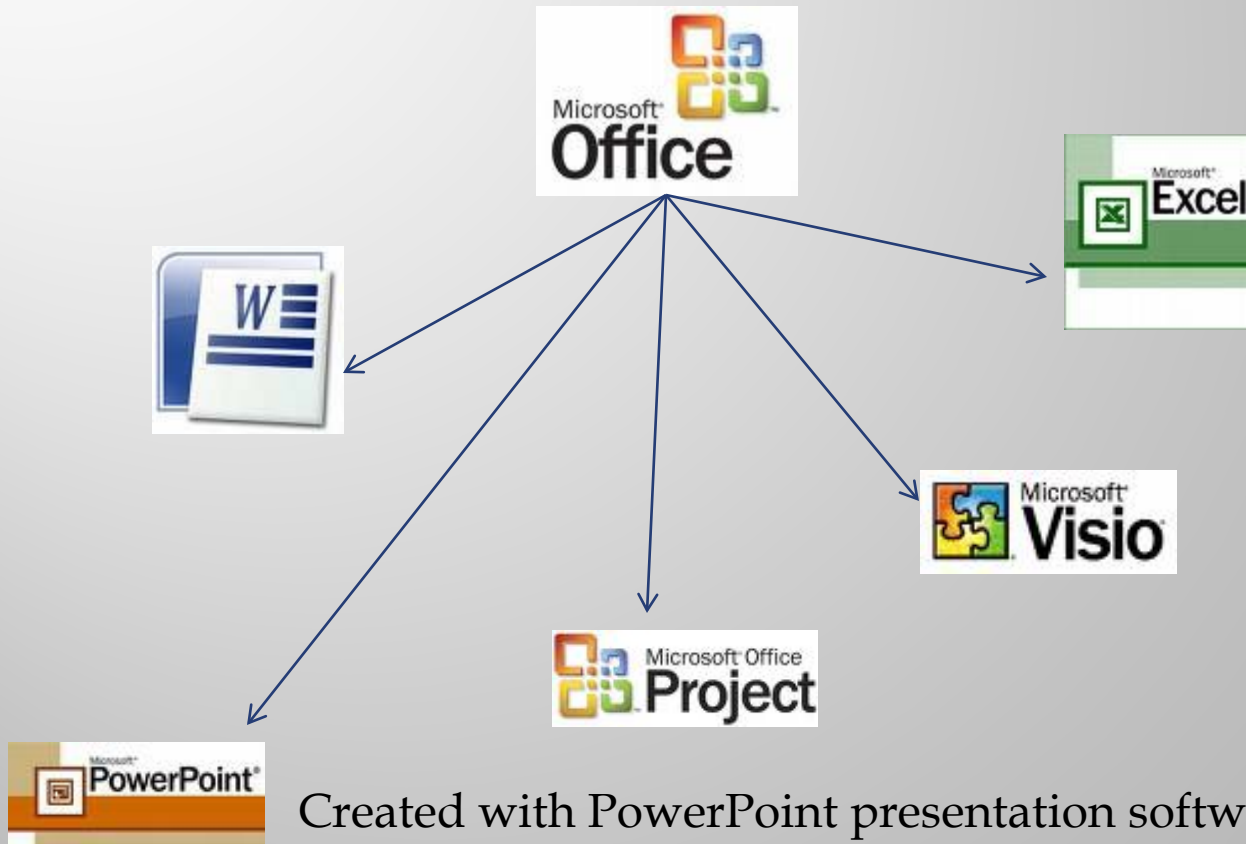 Microsoft
Office
Microsoft
Excel
W
Microsoft
Visio
Microsoft Office
Project
Microsoft
PowerPoint
Created with PowerPoint presentation softw